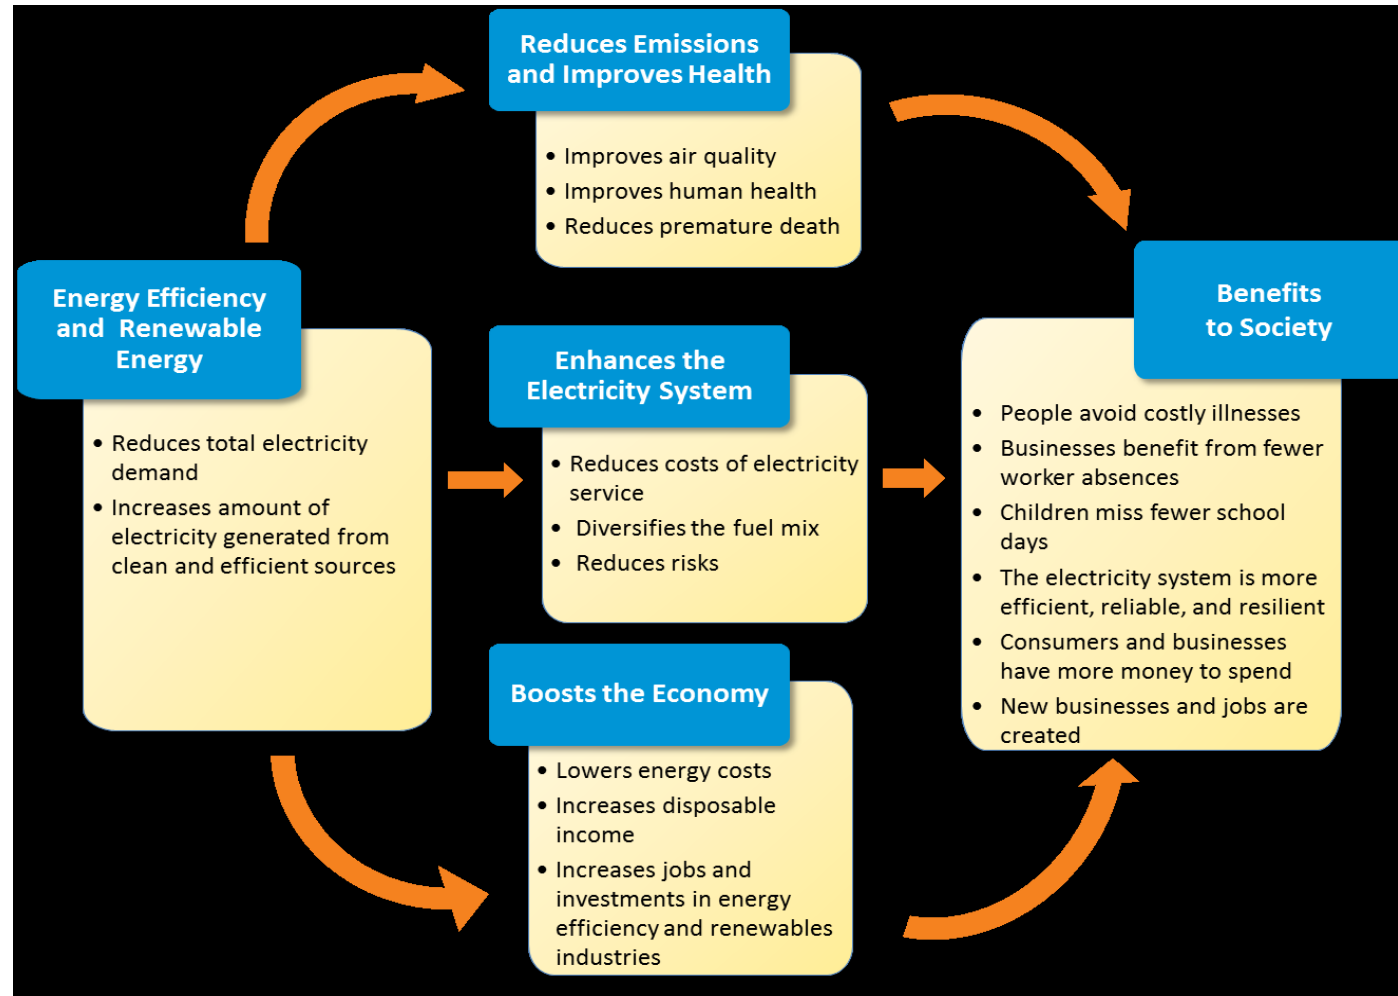 Reduces Emissions
and Improves Health
• Improves air quality
• Improves human health
• Reduces premature death
Energy Efficiency
and Renewable
Energy
• Reduces total electricity
demand
• Increases amount of
electricity generated from
clean and efficient sources
Enhances the
Electricity System
• Reduces costs of electricity
service
• Diversifies the fuel mix
• Reduces risks
Boosts the Economy
• Lowers energy costs
• Increases disposable
income
• Increases jobs and
investments in energy
efficiency and renewables
industries
Benefits
to Society
• People avoid costly illnesses
• Businesses benefit from fewer
worker absences
• Children miss fewer school
days
• The electricity system is more
efficient, reliable, and resilient
• Consumers and businesses
have more money to spend
• New businesses and jobs are
created